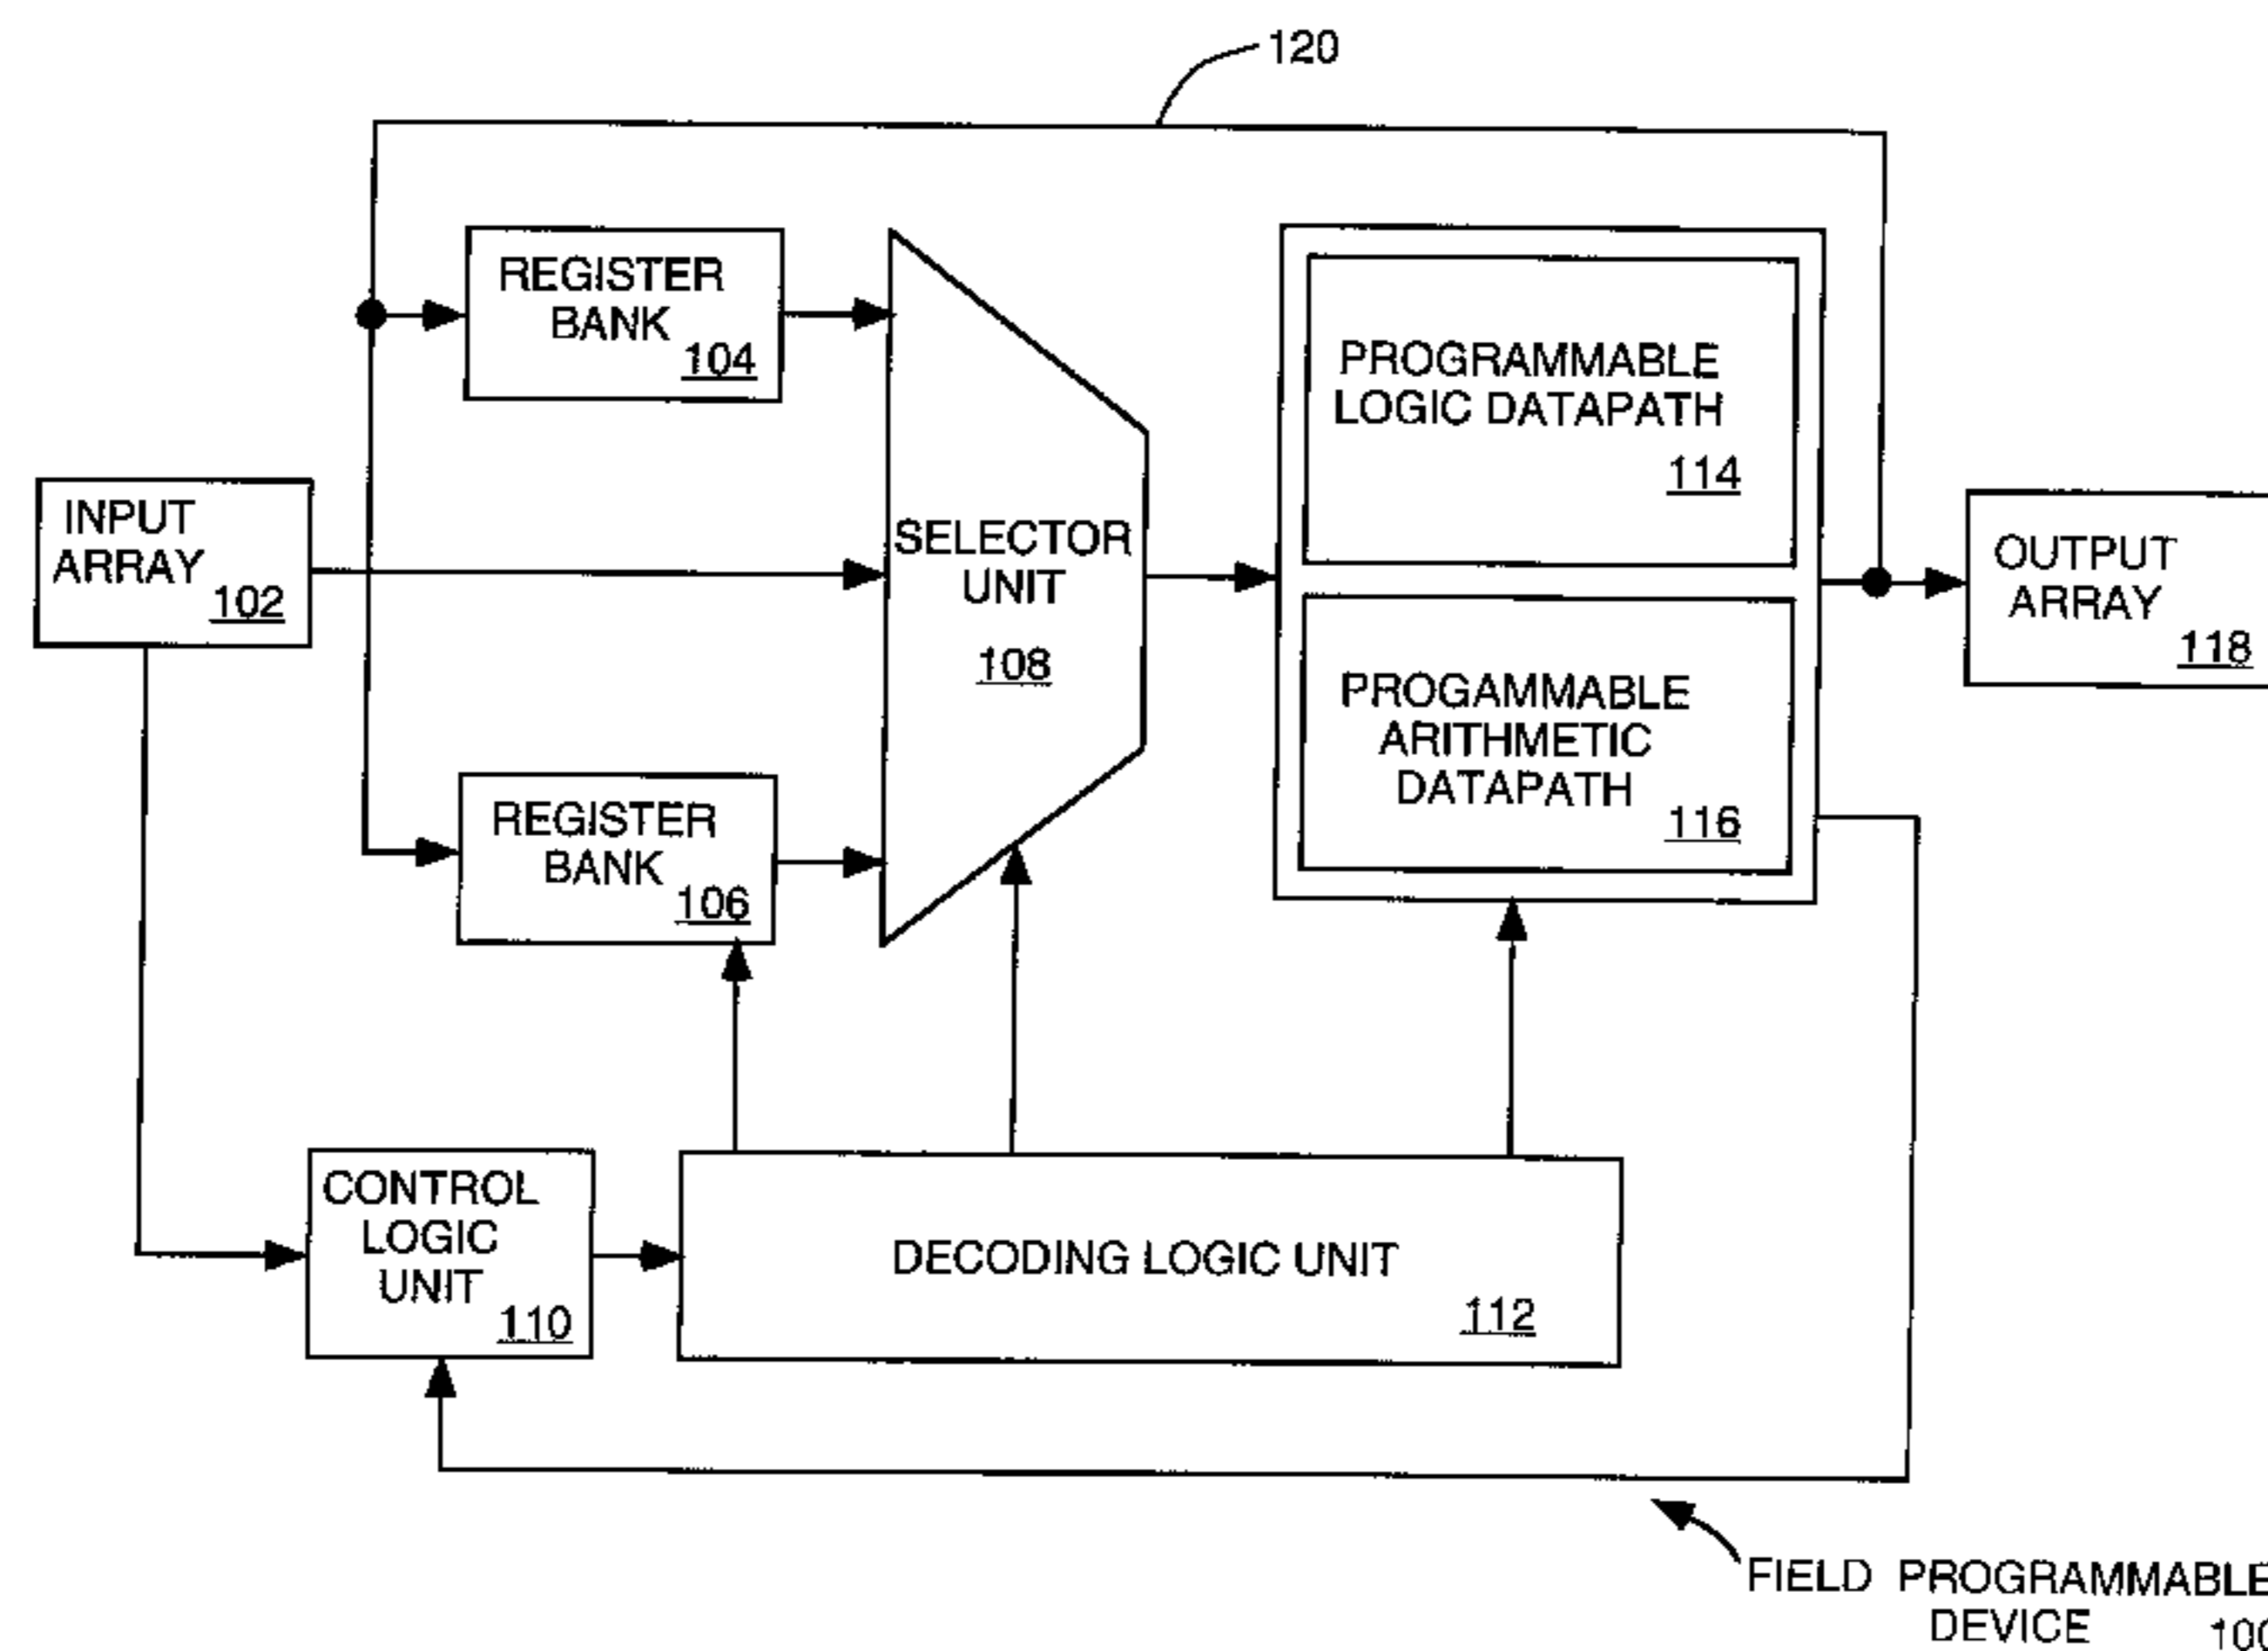 120
REGISTER
BANK
104
PROGRAMMABLE
LOGIC DATAPATH
114
INPUT
ARRAY
102
SELECTOR
UNIT
108
OUTPUT
ARRAY
118
PROGAMMABLE
ARITHMETIC
DATAPATH
116
REGISTER
BANK
106
CONTROL
LOGIC
UNIT
110
DECODING LOGIC UNIT
112
FIELD PROGRAMMABLE
DEVICE
100